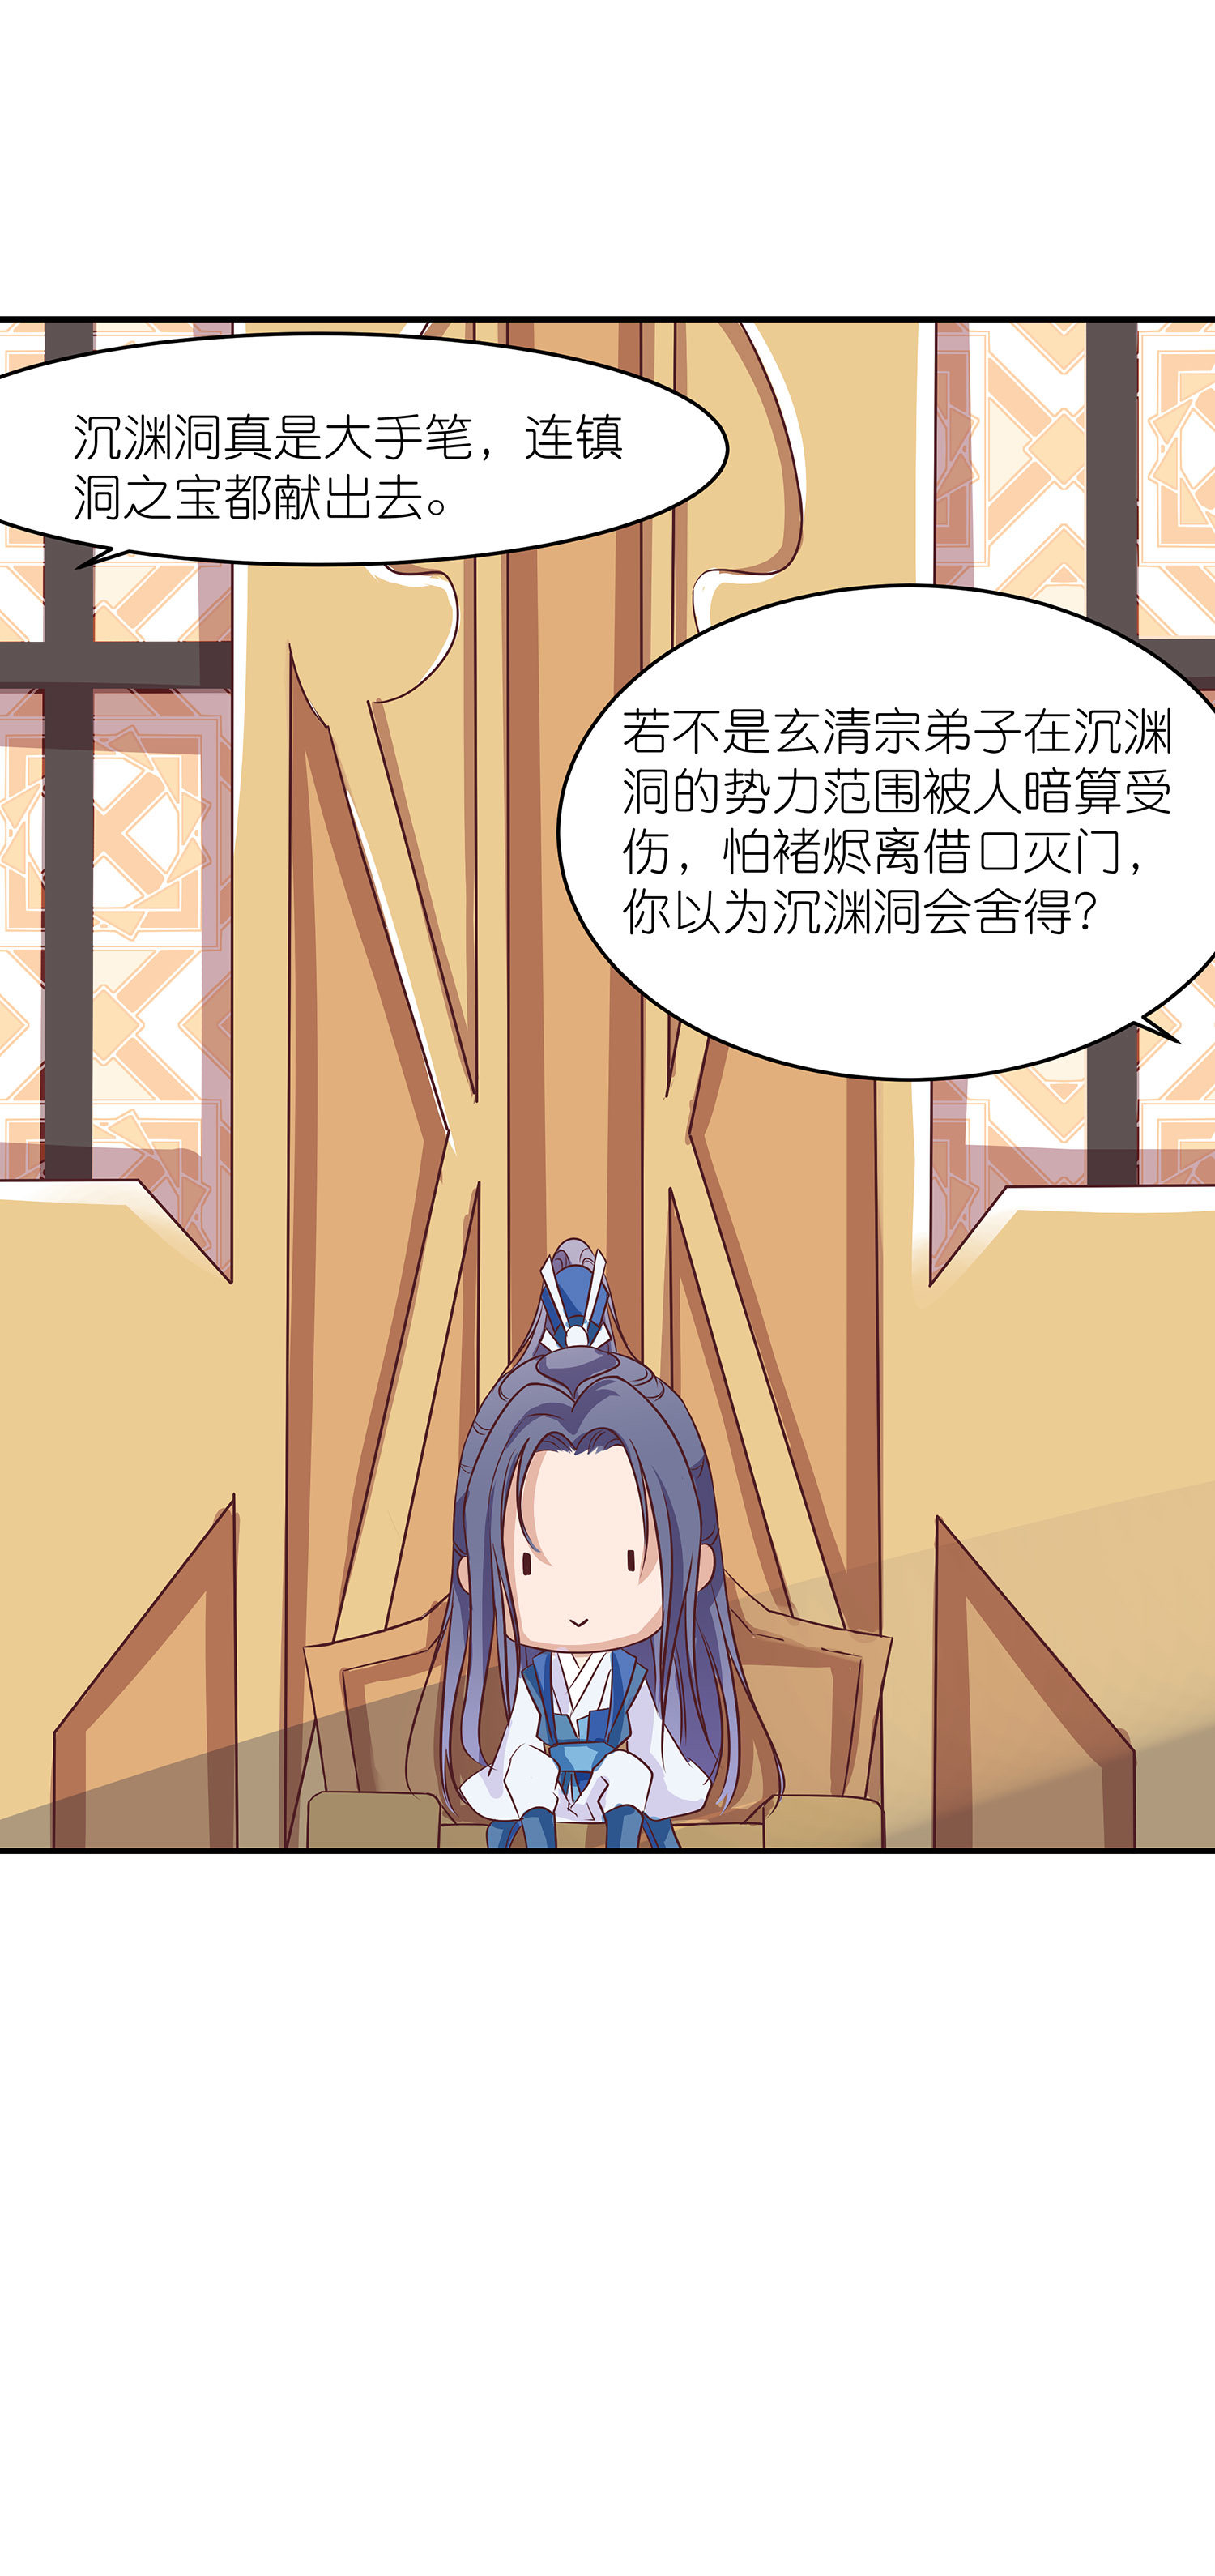 沉渊洞真是大手笔，连镇
洞之宝都献出去。
若不是玄清宗弟子在沉渊
洞的势力范围被人暗算受
伤，怕褚烬离借口灭门，
你以为沉渊洞会舍得？